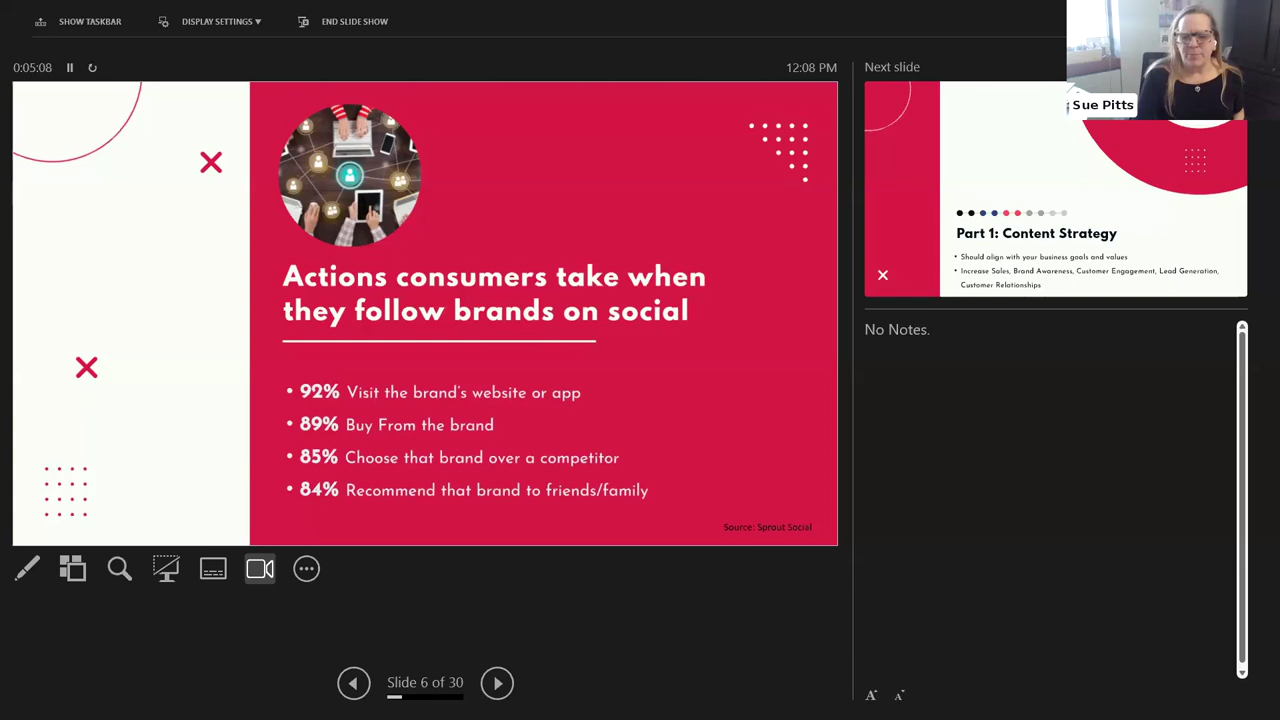 SHOW TASKBAR
DISPLAY SETTINGS ▼
END SLIDE SHOW
0:05:08
12:08 PM
Actions consumers take when
they follow brands on social
• 92% Visit the brand's website or app
• 89% Buy From the brand
• 85% Choose that brand over a competitor
• 84% Recommend that brand to friends/family
Source: Sprout Social
Slide 6 of 30
Next slide
Sue Pitts
Part 1: Content Strategy
• Should align with your business goals and values
• Increase Sales, Brand Awareness, Customer Engagement, Lead Generation,
Customer Relationships
No Notes.
A A